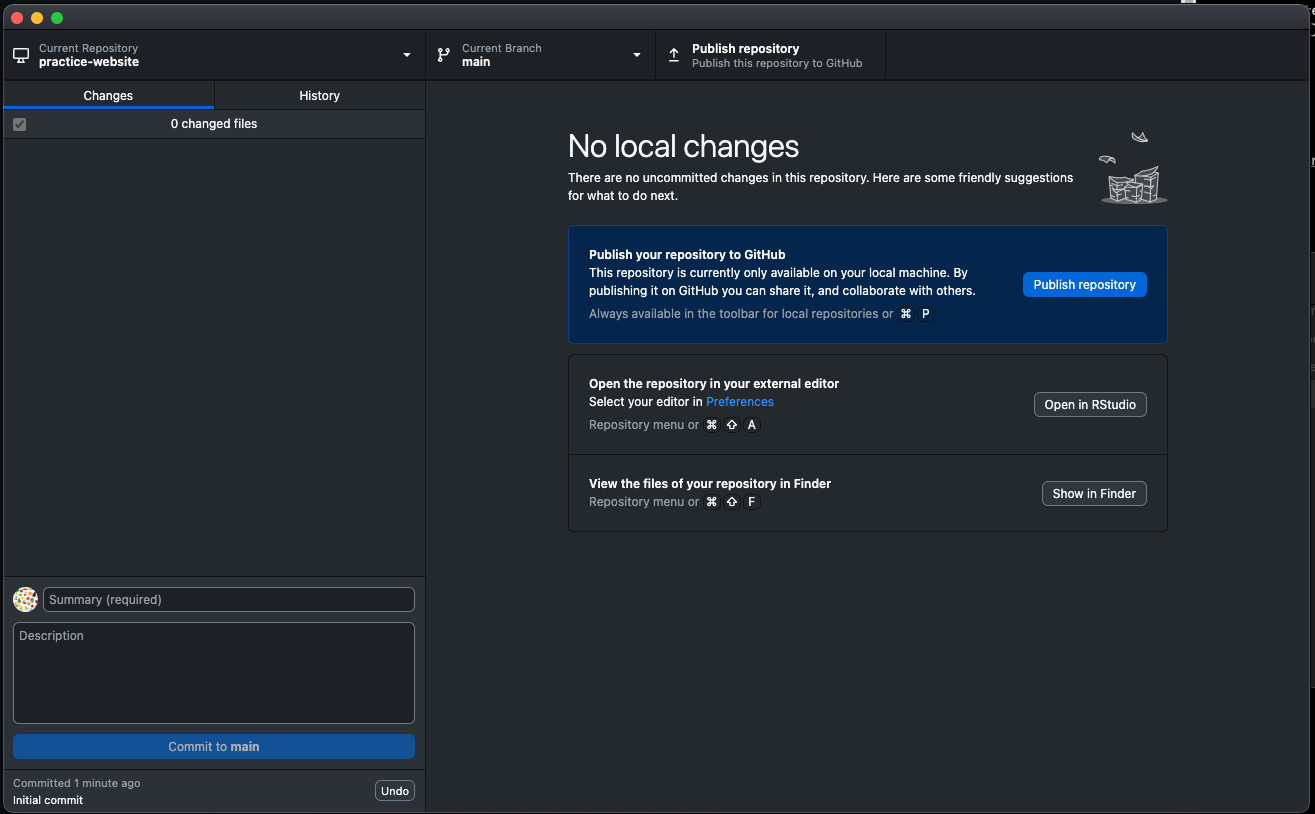 Current Repository
practice-website
Current Branch
main
Publish repository
Publish this repository to GitHub
Changes
History
0 changed files
No local changes
There are no uncommitted changes in this repository. Here are some friendly suggestions
for what to do next.
Publish your repository to GitHub
This repository is currently only available on your local machine. By
publishing it on GitHub you can share it, and collaborate with others.
Always available in the toolbar for local repositories or ⌘ P
Publish repository
Open the repository in your external editor
Select your editor in Preferences
Repository menu or ⌘ ⇧ A
Open in RStudio
View the files of your repository in Finder
Repository menu or ⌘ ⇧ F
Show in Finder
Summary (required)
Description
Commit to main
Committed 1 minute ago
Initial commit
Undo